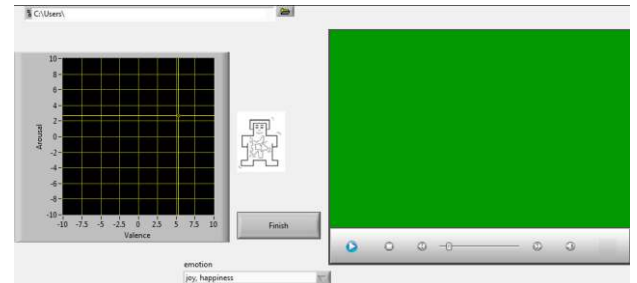 C:\Users\
10
8
6
4
2
0
-2
-4
-6
-8
-10
Arousal
-10 -7.5 -5 -2.5 0 2.5 5 7.5 10
Valence
Finish
emotion
joy, happiness